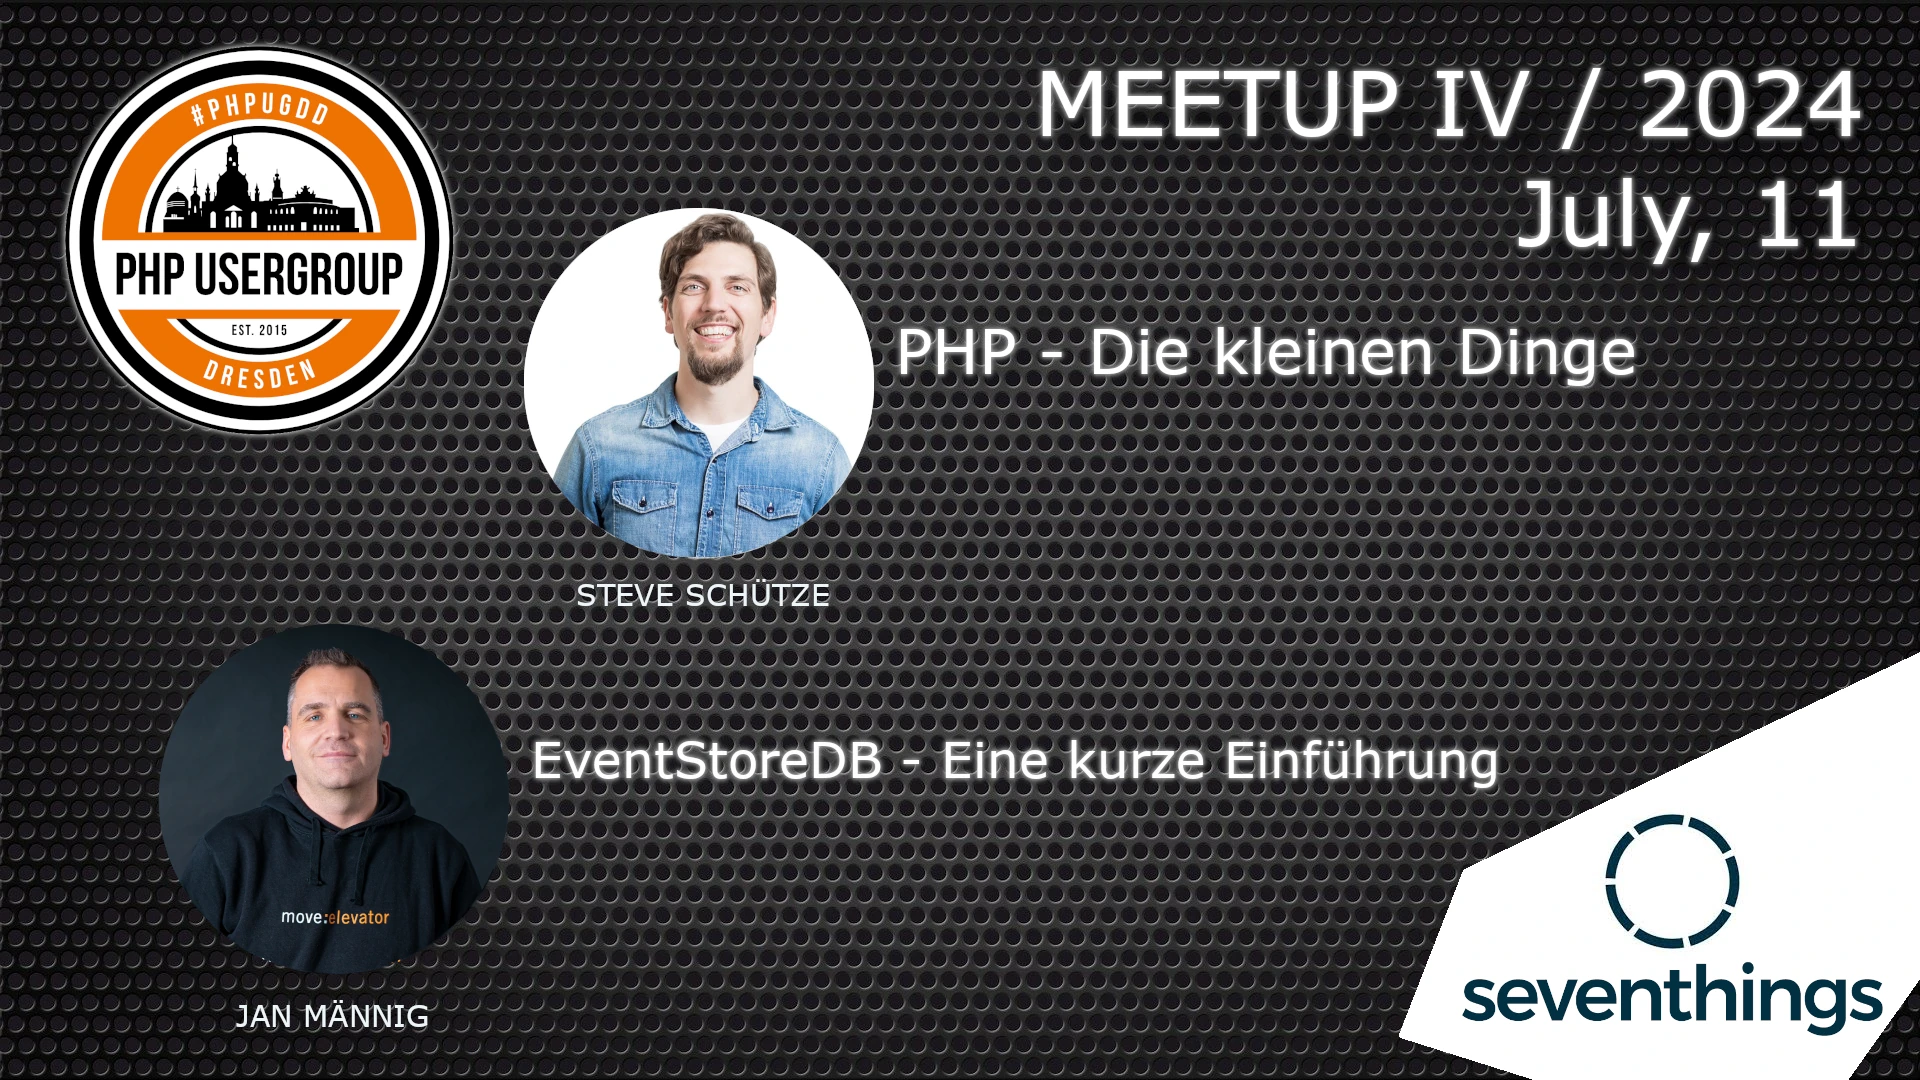 #PHPUGDD
PHP USERGROUP
EST. 2015
DRESDEN
MEETUP IV / 2024
July, 11
PHP - Die kleinen Dinge
STEVE SCHÜTZE
EventStoreDB - Eine kurze Einführung
move:elevator
JAN MÄNNIG
seventhings